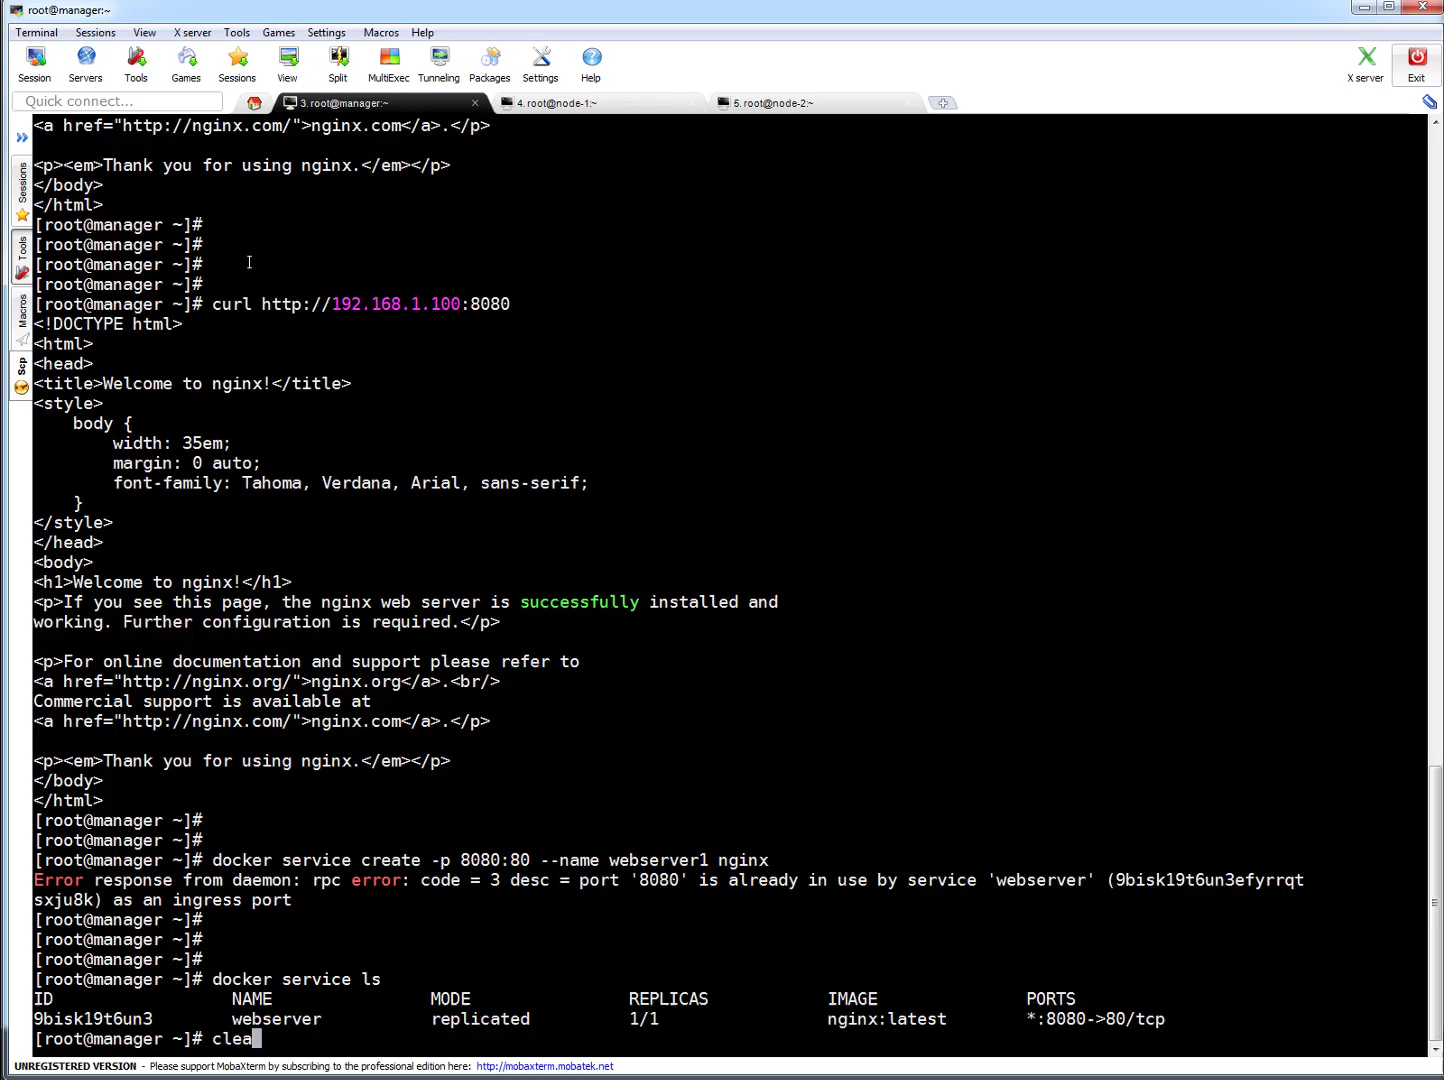 root@manager:~
Terminal Sessions View X server Tools Games Settings Macros Help
Session Servers Tools Games Sessions View Split MultiExec Tunneling Packages Settings Help X server Exit
Quick connect... 3. root@manager:~ 4. root@node-1:~ 5. root@node-2:~
Sessions
Tools
Macros
Scp
<a href="http://nginx.com/">nginx.com</a>.</p>
<p><em>Thank you for using nginx.</em></p>
</body>
</html>
[root@manager ~]#
[root@manager ~]#
[root@manager ~]#
[root@manager ~]#
[root@manager ~]# curl http://192.168.1.100:8080
<!DOCTYPE html>
<html>
<head>
<title>Welcome to nginx!</title>
<style>
    body {
        width: 35em;
        margin: 0 auto;
        font-family: Tahoma, Verdana, Arial, sans-serif;
    }
</style>
</head>
<body>
<h1>Welcome to nginx!</h1>
<p>If you see this page, the nginx web server is successfully installed and
working. Further configuration is required.</p>
<p>For online documentation and support please refer to
<a href="http://nginx.org/">nginx.org</a>.<br/>
Commercial support is available at
<a href="http://nginx.com/">nginx.com</a>.</p>
<p><em>Thank you for using nginx.</em></p>
</body>
</html>
[root@manager ~]#
[root@manager ~]#
[root@manager ~]# docker service create -p 8080:80 --name webserver1 nginx
Error response from daemon: rpc error: code = 3 desc = port '8080' is already in use by service 'webserver' (9bisk19t6un3efyrrqt
sxju8k) as an ingress port
[root@manager ~]#
[root@manager ~]#
[root@manager ~]#
[root@manager ~]# docker service ls
ID NAME MODE REPLICAS IMAGE PORTS
9bisk19t6un3 webserver replicated 1/1 nginx:latest *:8080->80/tcp
[root@manager ~]# clea
UNREGISTERED VERSION - Please support MobaXterm by subscribing to the professional edition here: http://mobaxterm.mobatek.net